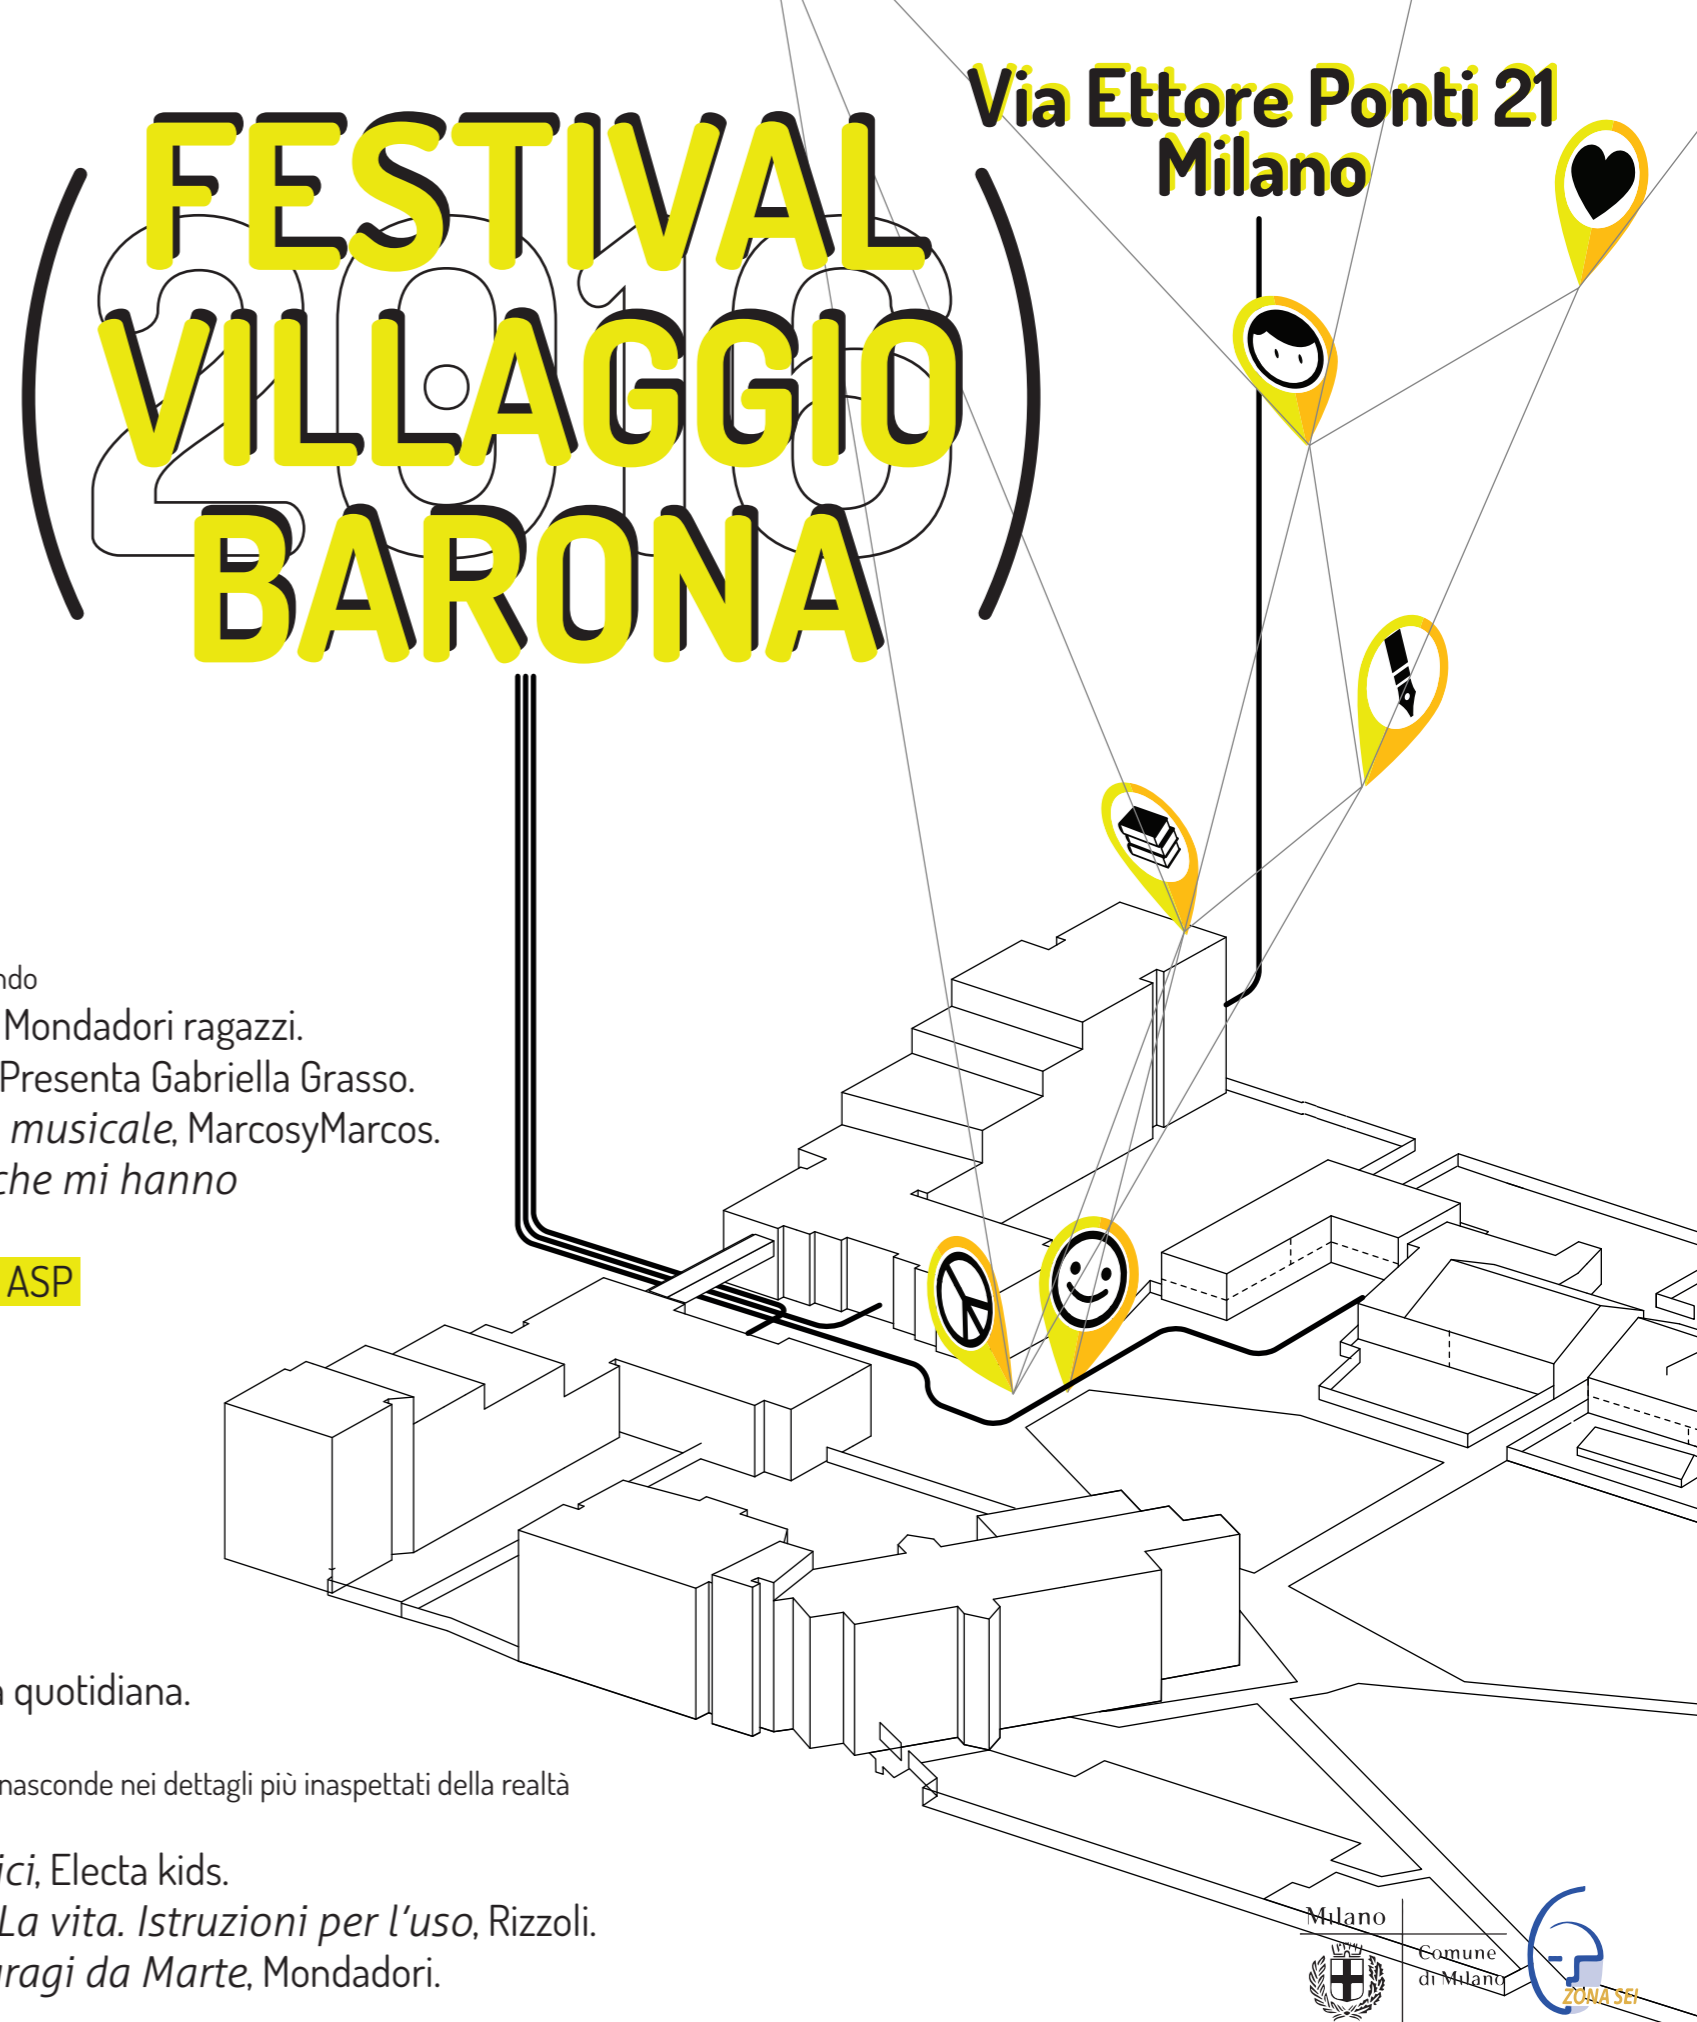 Via Ettore Ponti 21
Milano
FESTIVAL
VILLAGGIO
BARONA
2016
ndo
Mondadori ragazzi.
Presenta Gabriella Grasso.
musicale, MarcosyMarcos.
che mi hanno
ASP
a quotidiana.
nasconde nei dettagli più inaspettati della realtà
ici, Electa kids.
La vita. Istruzioni per l'uso, Rizzoli.
ragi da Marte, Mondadori.
Milano
Comune
di Milano
ZONA SEI